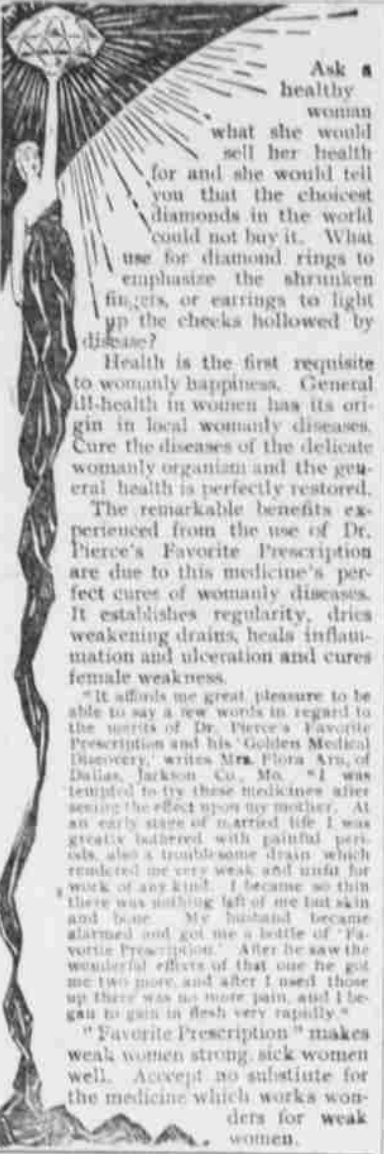 Ask a
healthy
woman
what she would
sell her health
for and she would tell
you that the choicest
diamonds in the world
could not buy it. What
use for diamond rings to
emphasize the shrunken
fingers, or earrings to light
up the cheeks hollowed by
disease?
Health is the first requisite
to womanly happiness. General
ill-health in women has its ori-
gin in local womanly diseases.
Cure the diseases of the delicate
womanly organism and the gen-
eral health is perfectly restored.
The remarkable benefits ex-
perienced from the use of Dr.
Pierce's Favorite Prescription
are due to this medicine's per-
fect cures of womanly diseases.
It establishes regularity, dries
weakening drains, heals inflam-
mation and ulceration and cures
female weakness.
"It affords me great pleasure to be
able to say a few words in regard to
the merits of Dr. Pierce's Favorite
Prescription and his 'Golden Medical
Discovery,' writes Mrs. Flora Arn, of
Dallas, Jackson Co., Mo. "I was
tempted to try these medicines after
seeing the effect upon my mother. At
an early stage of married life I was
greatly bothered with painful peri-
ods, also a troublesome drain which
rendered me very weak and unfit for
work of any kind. I became so thin
there was nothing left of me but skin
and bone. My husband became
alarmed and got me a bottle of 'Fa-
vorite Prescription.' After he saw the
wonderful effects of that one he got
me two more, and after I used those
up there was no more pain, and I be-
gan to gain in flesh very rapidly."
"Favorite Prescription" makes
weak women strong, sick women
well. Accept no substitute for
the medicine which works won-
ders for weak
women.